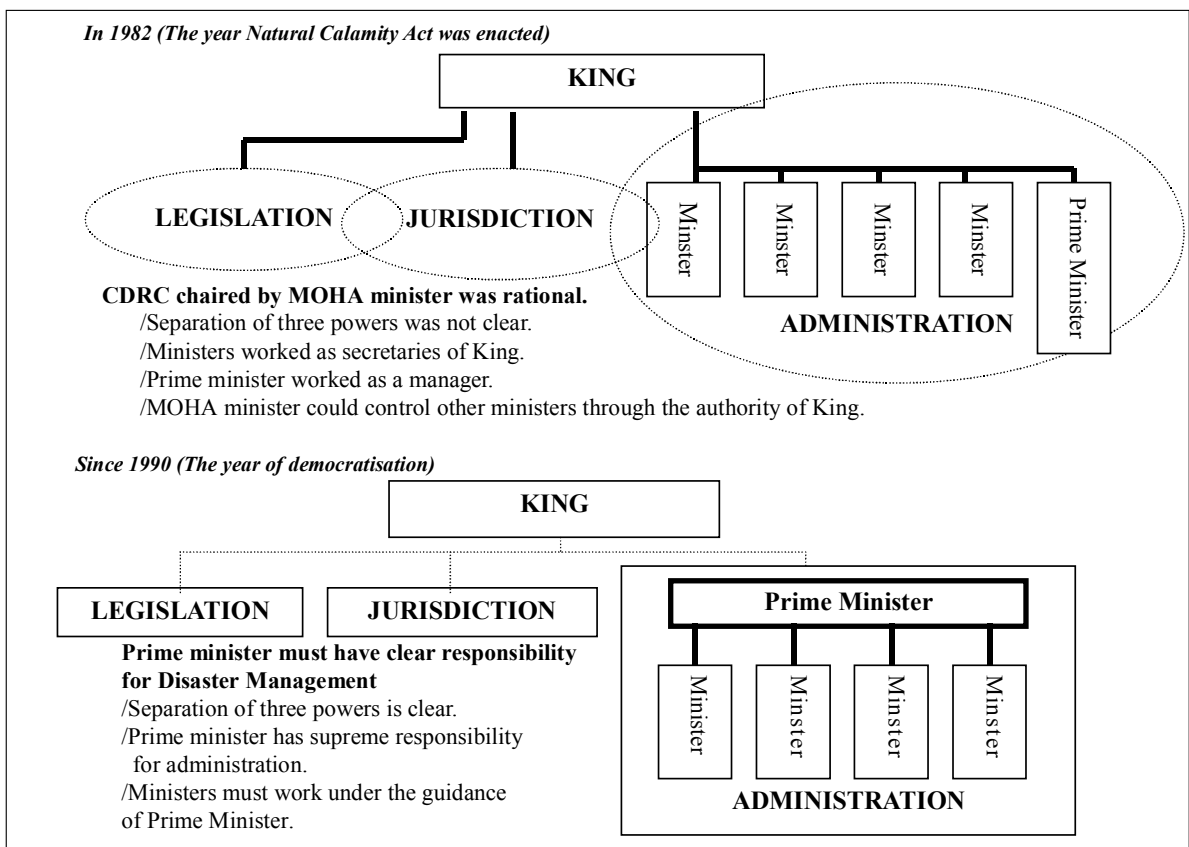 In 1982 (The year Natural Calamity Act was enacted)
KING
LEGISLATION
JURISDICTION
Minster
Minster
Minster
Minster
Prime Minister
ADMINISTRATION
CDRC chaired by MOHA minister was rational.
/Separation of three powers was not clear.
/Ministers worked as secretaries of King.
/Prime minister worked as a manager.
/MOHA minister could control other ministers through the authority of King.
Since 1990 (The year of democratisation)
KING
LEGISLATION
JURISDICTION
Prime Minister
Minister
Minster
Minster
Minster
ADMINISTRATION
Prime minister must have clear responsibility
for Disaster Management
/Separation of three powers is clear.
/Prime minister has supreme responsibility
for administration.
/Ministers must work under the guidance
of Prime Minister.